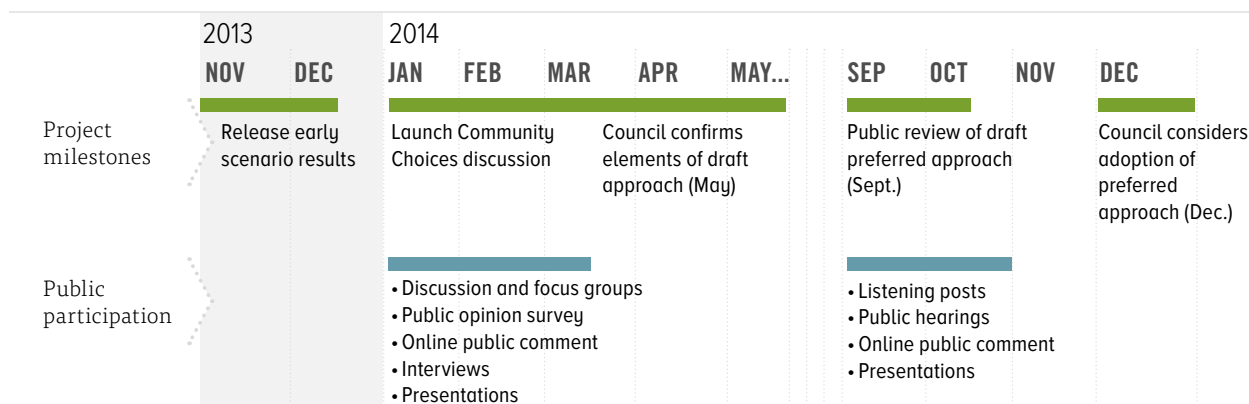 2013
2014
NOV
DEC
JAN
FEB
MAR
APR
MAY...
SEP
OCT
NOV
DEC
Project
milestones
Release early
scenario results
Launch Community
Choices discussion
Council confirms
elements of draft
approach (May)
Public review of draft
preferred approach
(Sept.)
Council considers
adoption of
preferred
approach (Dec.)
Public
participation
• Discussion and focus groups
• Public opinion survey
• Online public comment
• Interviews
• Presentations
• Listening posts
• Public hearings
• Online public comment
• Presentations